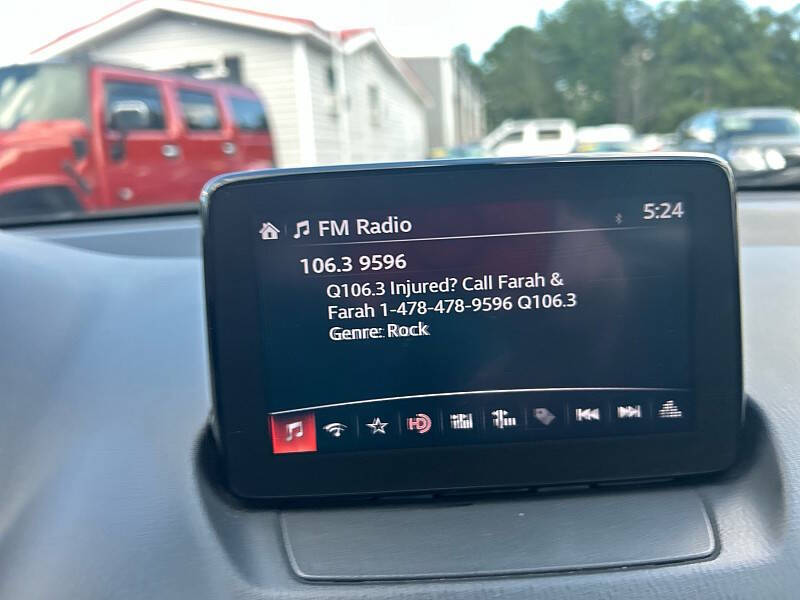 FM Radio
5:24
106.3 9596
Q106.3 Injured? Call Farah &
Farah 1-478-478-9596 Q106.3
Genre: Rock
HD